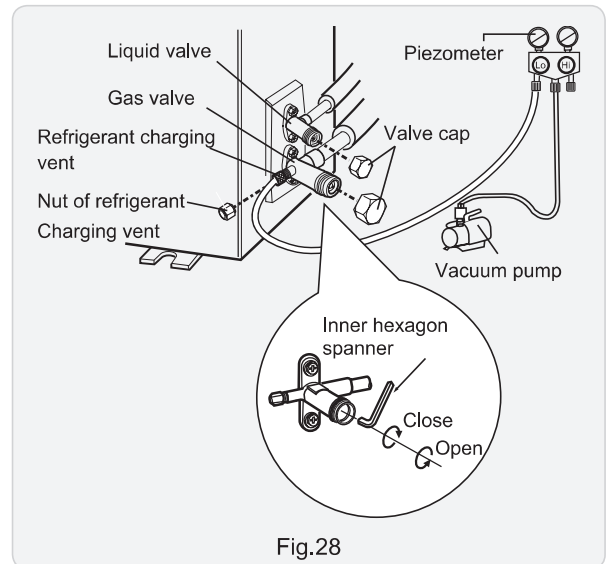 Liquid valve
Gas valve
Refrigerant charging
vent
Nut of refrigerant
Charging vent
Piezometer
Lo
Hi
Valve cap
Vacuum pump
Inner hexagon
spanner
Close
Open
Fig.28